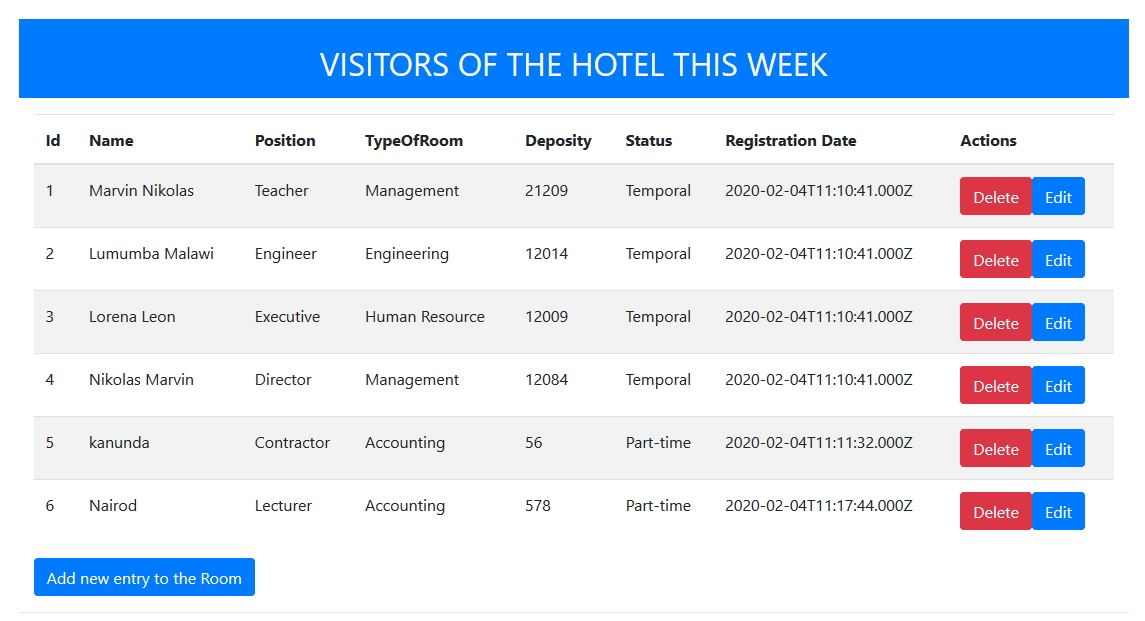 VISITORS OF THE HOTEL THIS WEEK
Id Name Position TypeOfRoom Deposity Status Registration Date Actions
1 Marvin Nikolas Teacher Management 21209 Temporal 2020-02-04T11:10:41.000Z Delete Edit
2 Lumumba Malawi Engineer Engineering 12014 Temporal 2020-02-04T11:10:41.000Z Delete Edit
3 Lorena Leon Executive Human Resource 12009 Temporal 2020-02-04T11:10:41.000Z Delete Edit
4 Nikolas Marvin Director Management 12084 Temporal 2020-02-04T11:10:41.000Z Delete Edit
5 kanunda Contractor Accounting 56 Part-time 2020-02-04T11:11:32.000Z Delete Edit
6 Nairod Lecturer Accounting 578 Part-time 2020-02-04T11:17:44.000Z Delete Edit
Add new entry to the Room